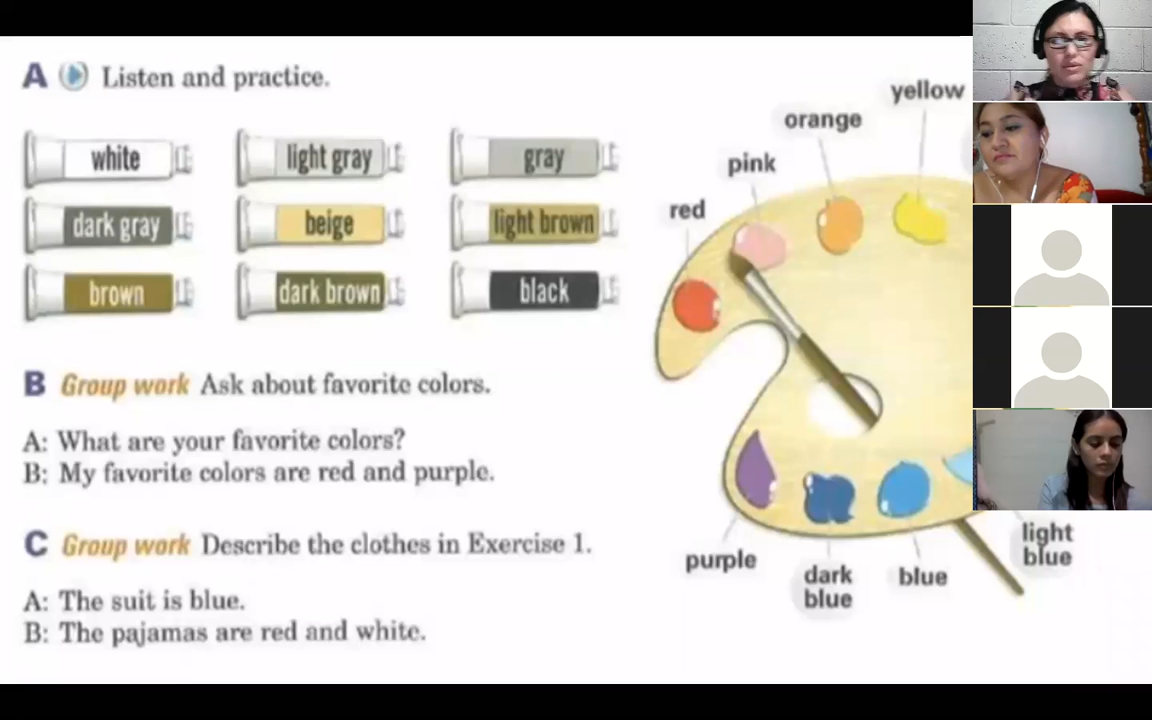 A Listen and practice.
white light gray gray
dark gray beige light brown
brown dark brown black
yellow
orange
pink
red
B Group work Ask about favorite colors.
A: What are your favorite colors?
B: My favorite colors are red and purple.
C Group work Describe the clothes in Exercise 1.
A: The suit is blue.
B: The pajamas are red and white.
purple
dark
blue
blue
light
blue